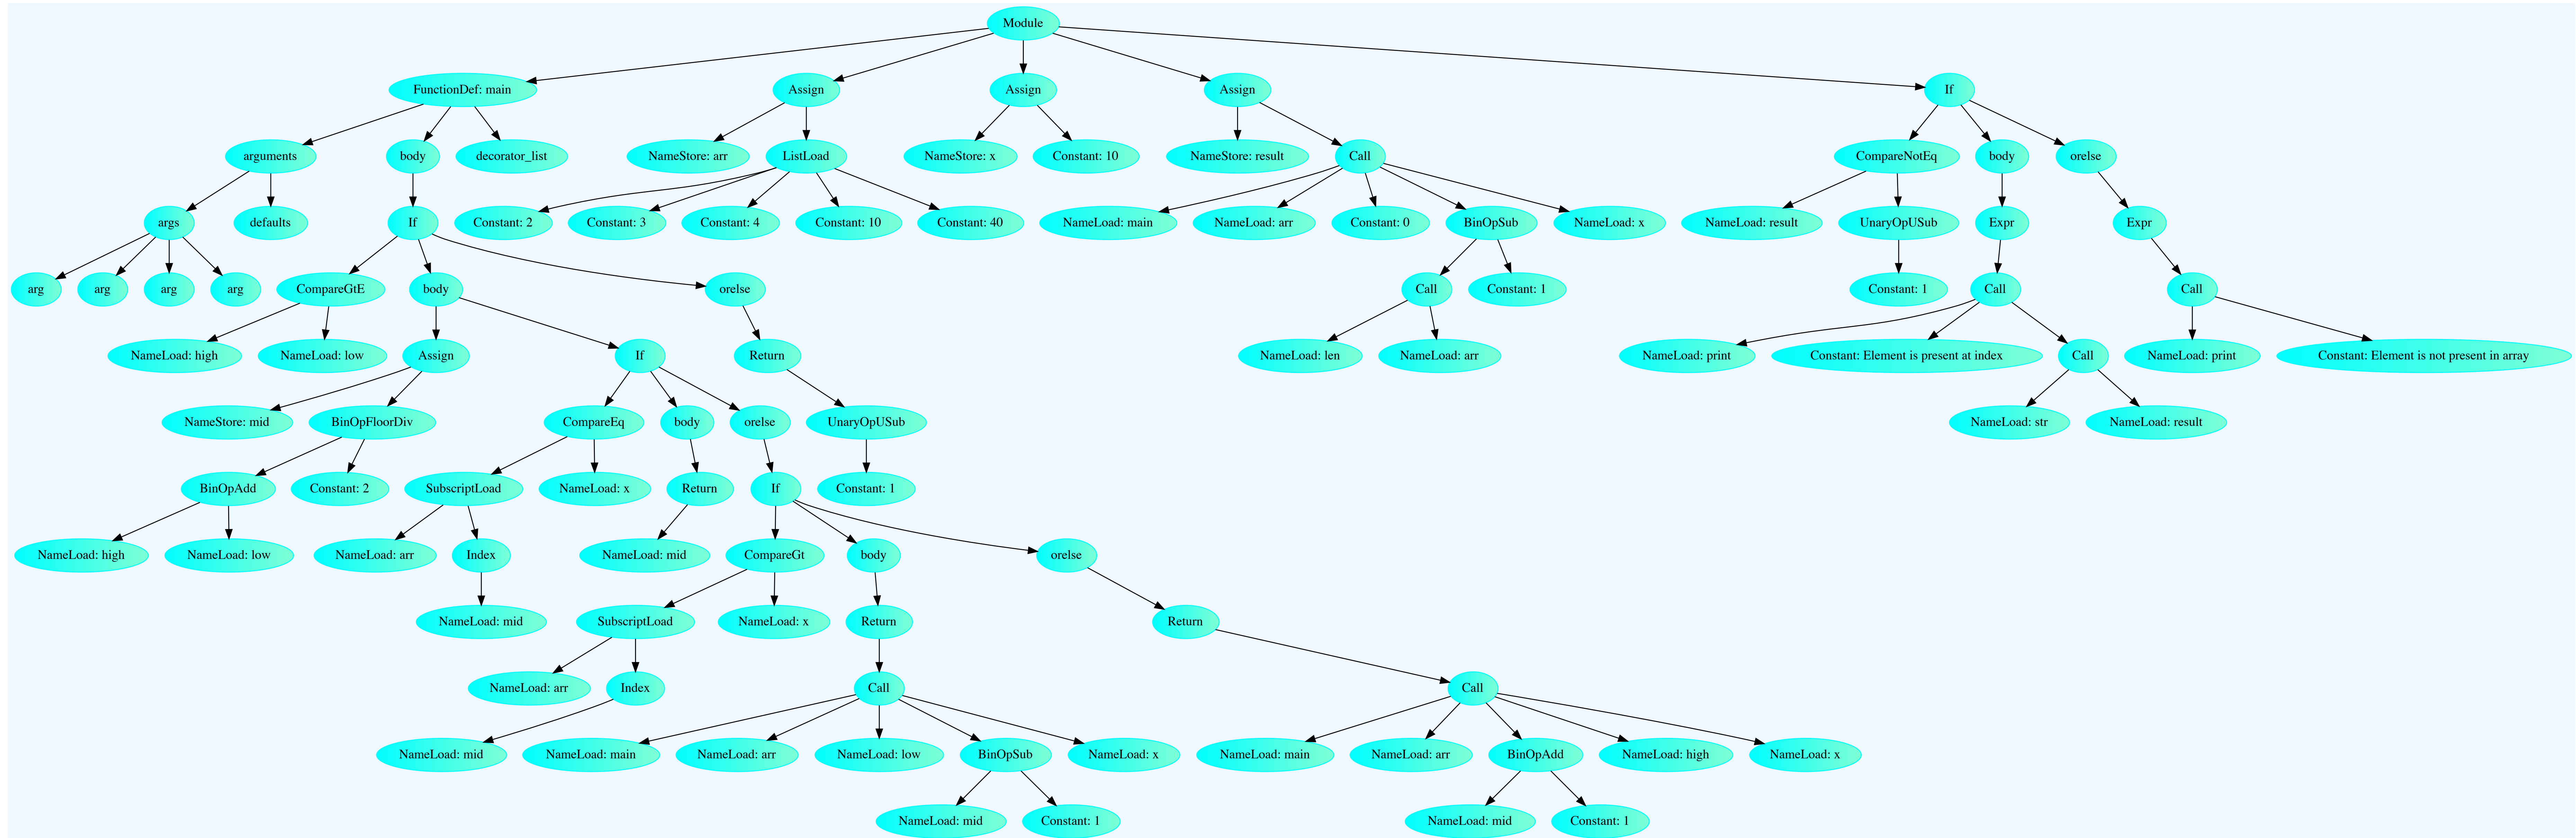 Module
FunctionDef: main
Assign
Assign
Assign
If
arguments
body
decorator_list
NameStore: arr
ListLoad
NameStore: x
Constant: 10
NameStore: result
Call
CompareNotEq
body
orelse
args
defaults
If
Constant: 2
Constant: 3
Constant: 4
Constant: 10
Constant: 40
NameLoad: main
NameLoad: arr
Constant: 0
BinOpSub
NameLoad: x
NameLoad: result
UnaryOpUSub
Expr
Expr
arg
arg
arg
arg
CompareGtE
body
orelse
Call
Constant: 1
Constant: 1
Call
Call
NameLoad: high
NameLoad: low
Assign
If
Return
NameLoad: len
NameLoad: arr
NameLoad: print
Constant: Element is present at index
Call
NameLoad: print
Constant: Element is not present in array
NameStore: mid
BinOpFloorDiv
CompareEq
body
orelse
UnaryOpUSub
NameLoad: str
NameLoad: result
BinOpAdd
Constant: 2
SubscriptLoad
NameLoad: x
Return
If
Constant: 1
NameLoad: high
NameLoad: low
NameLoad: arr
Index
NameLoad: mid
CompareGt
body
orelse
NameLoad: mid
SubscriptLoad
NameLoad: x
Return
Return
NameLoad: arr
Index
Call
Call
NameLoad: mid
NameLoad: main
NameLoad: arr
NameLoad: low
BinOpSub
NameLoad: x
NameLoad: main
NameLoad: arr
BinOpAdd
NameLoad: high
NameLoad: x
NameLoad: mid
Constant: 1
NameLoad: mid
Constant: 1